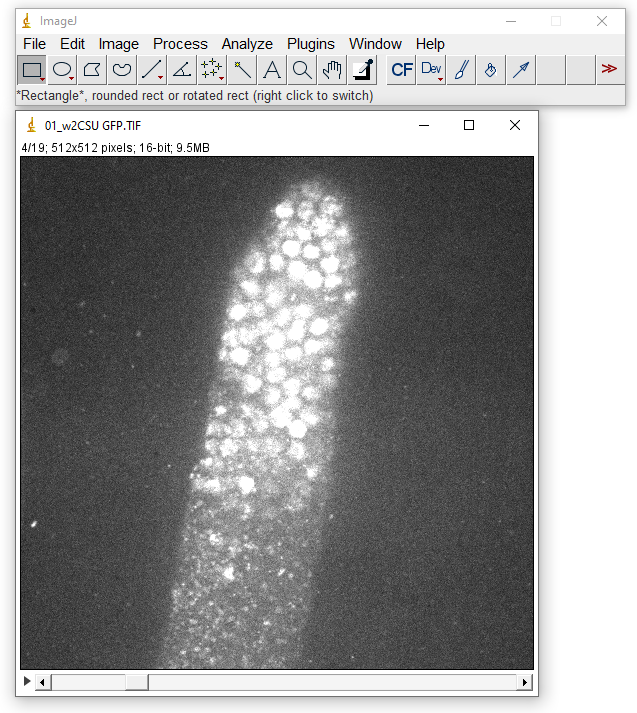 ImageJ
File Edit Image Process Analyze Plugins Window Help
A CF Dev >>
*Rectangle*, rounded rect or rotated rect (right click to switch)
01_w2CSU GFP.TIF
4/19; 512x512 pixels; 16-bit; 9.5MB